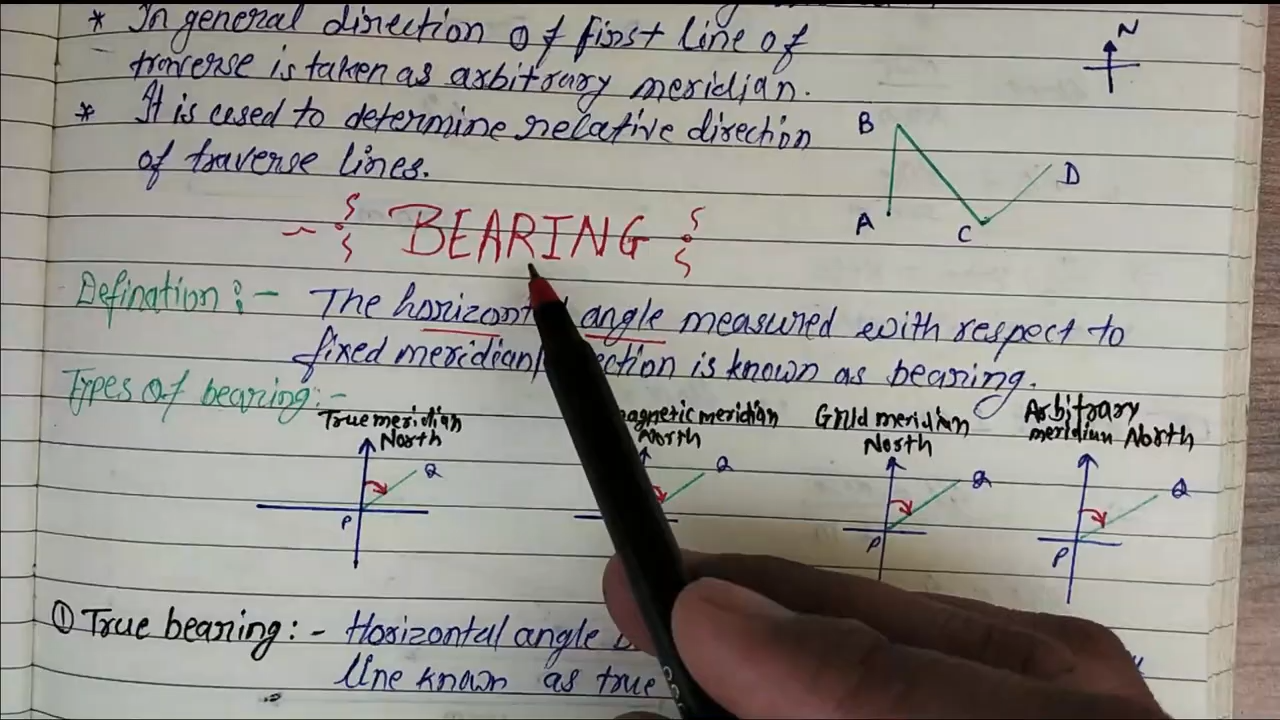 * In general direction of first line of
traverse is taken as arbitrary meridian.
* It is used to determine relative direction
of traverse lines.
N
B
D
A
C
BEARING
Defination :- The horizont angle measured with respect to
fixed meridian/ ection is known as bearing.
Types of bearing:-
True meridian
North
Q
P
agnetic meridian
North
Q
Grid meridian
North
Q
P
Arbitrary
meridian North
Q
P
① True bearing: - Horizontal angle
line known as true